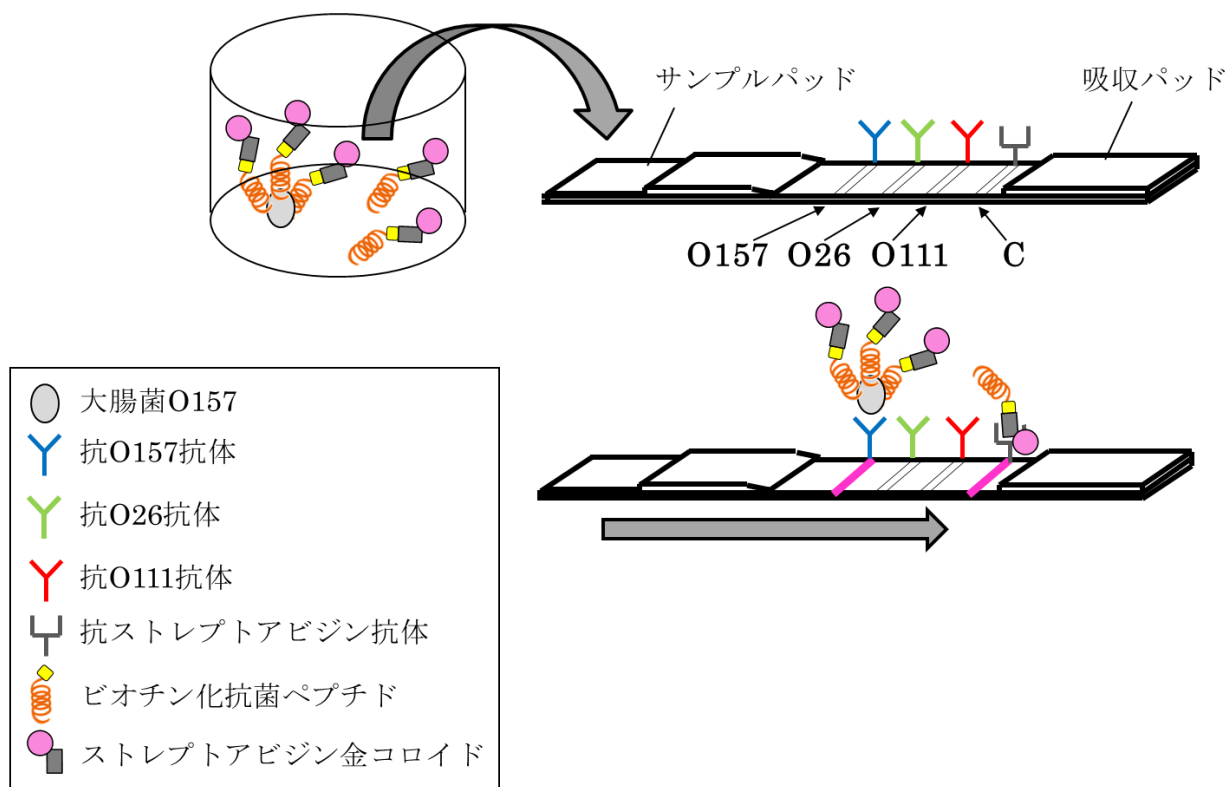 サンプルパッド
吸収パッド
O157 O26 O111 C
大腸菌O157
抗O157抗体
抗O26抗体
抗O111抗体
抗ストレプトアビジン抗体
ビオチン化抗菌ペプチド
ストレプトアビジン金コロイド